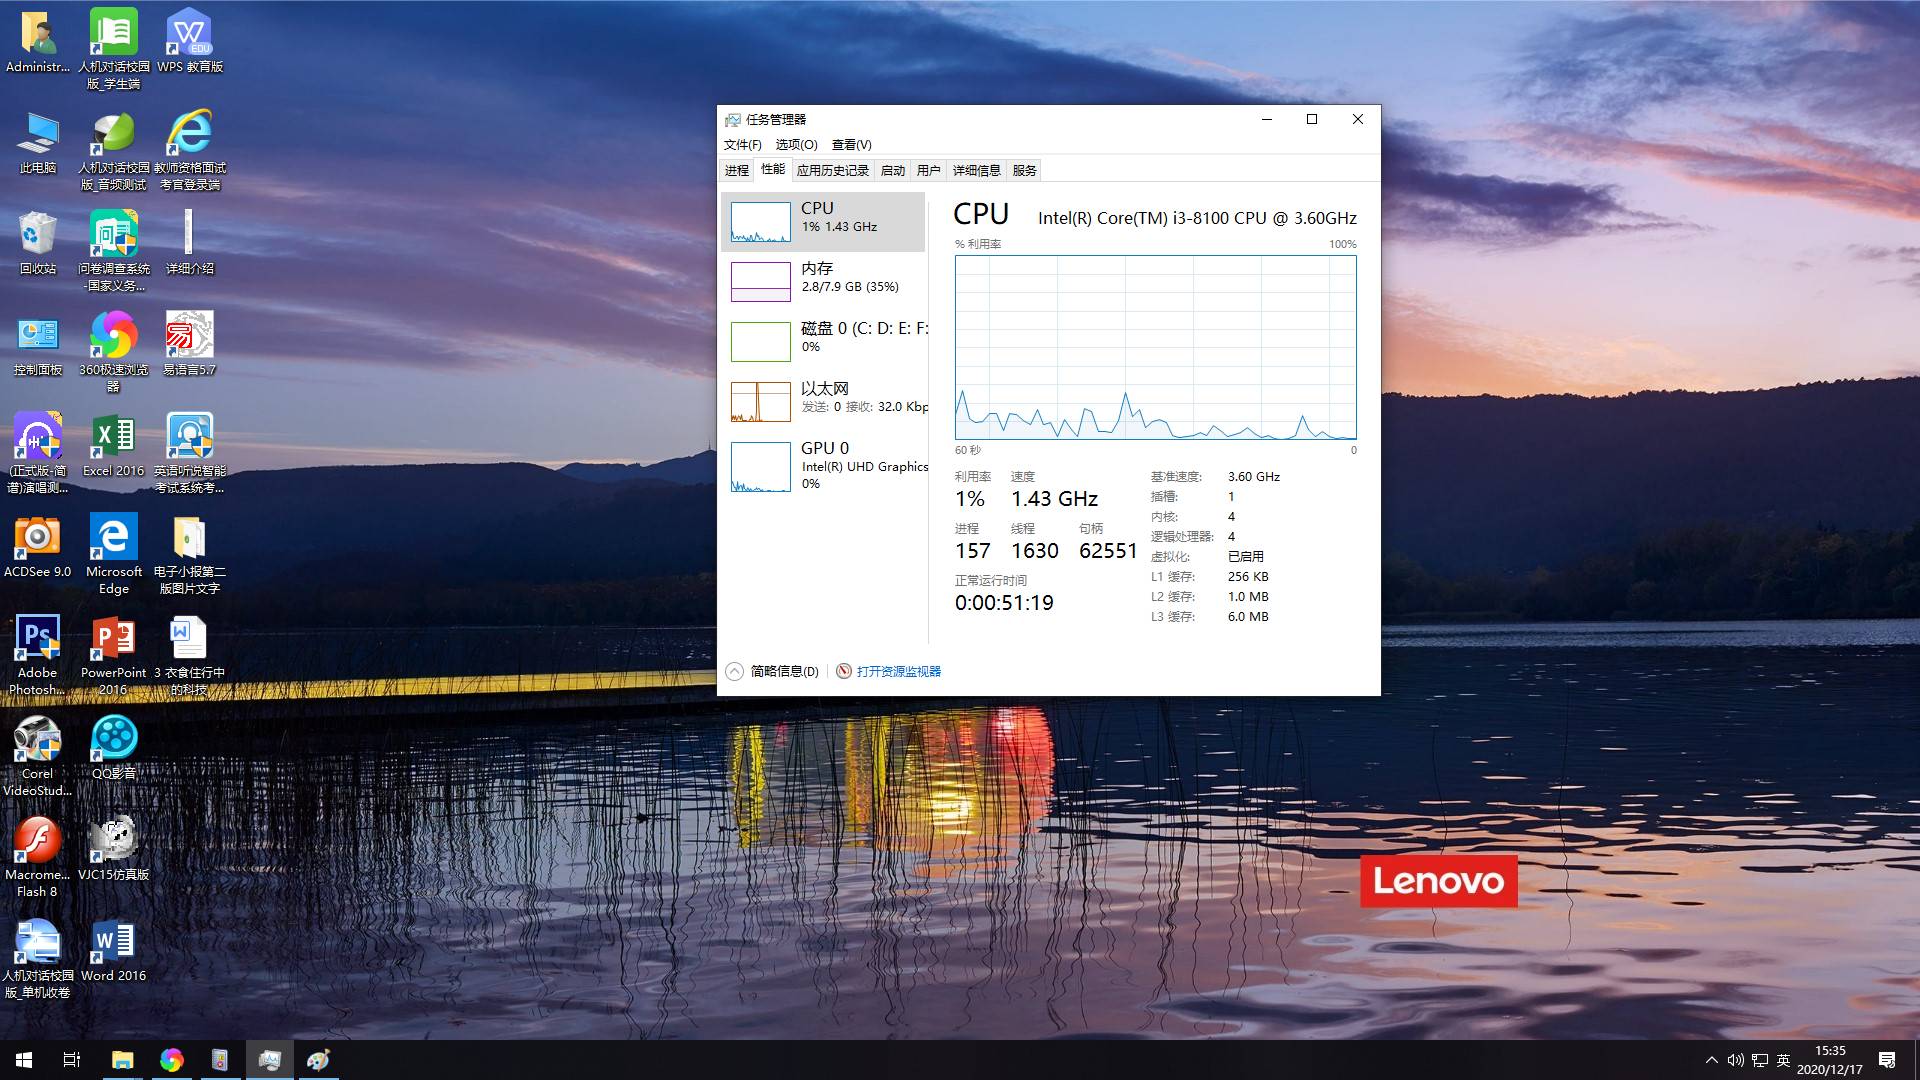 Administr...
人机对话校园
版_学生端
WPS 教育版
此电脑
人机对话校园
版_音频测试
教师资格面试
考官登录端
回收站
问卷调查系统
-国家义务...
详细介绍
控制面板
360极速浏览
器
易语言5.7
(正式版-简
谱)演唱测...
Excel 2016
英语听说智能
考试系统考...
ACDSee 9.0
Microsoft
Edge
电子小报第二
版图片文字
Adobe
Photosh...
PowerPoint
2016
3 衣食住行中
的科技
Corel
VideoStud...
QQ影音
Macrome...
Flash 8
VJC15仿真版
人机对话校园
版_单机收卷
Word 2016
任务管理器
文件(F) 选项(O) 查看(V)
进程 性能 应用历史记录 启动 用户 详细信息 服务
CPU
1% 1.43 GHz
内存
2.8/7.9 GB (35%)
磁盘 0 (C: D: E: F:
0%
以太网
发送: 0 接收: 32.0 Kbp
GPU 0
Intel(R) UHD Graphics
0%
CPU Intel(R) Core(TM) i3-8100 CPU @ 3.60GHz
% 利用率 100%
60 秒 0
利用率 速度
1% 1.43 GHz
进程 线程 句柄
157 1630 62551
正常运行时间
0:00:51:19
基准速度: 3.60 GHz
插槽: 1
内核: 4
逻辑处理器: 4
虚拟化: 已启用
L1 缓存: 256 KB
L2 缓存: 1.0 MB
L3 缓存: 6.0 MB
简略信息(D) 打开资源监视器
Lenovo
英
15:35
2020/12/17